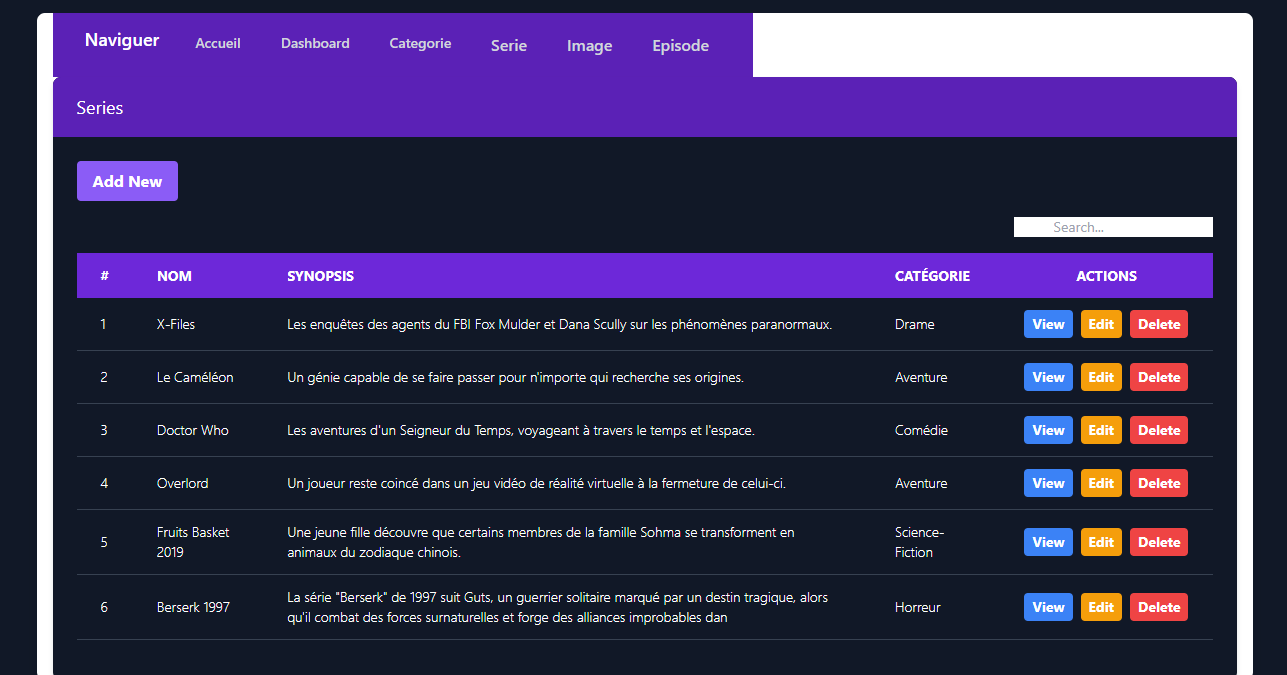 Naviguer Accueil Dashboard Categorie Serie Image Episode
Series
Add New
Search...
# NOM SYNOPSIS CATÉGORIE ACTIONS
1 X-Files Les enquêtes des agents du FBI Fox Mulder et Dana Scully sur les phénomènes paranormaux. Drame View Edit Delete
2 Le Caméléon Un génie capable de se faire passer pour n'importe qui recherche ses origines. Aventure View Edit Delete
3 Doctor Who Les aventures d'un Seigneur du Temps, voyageant à travers le temps et l'espace. Comédie View Edit Delete
4 Overlord Un joueur reste coincé dans un jeu vidéo de réalité virtuelle à la fermeture de celui-ci. Aventure View Edit Delete
5 Fruits Basket
2019
Une jeune fille découvre que certains membres de la famille Sohma se transforment en
animaux du zodiaque chinois.
Science-
Fiction
View Edit Delete
6 Berserk 1997
La série "Berserk" de 1997 suit Guts, un guerrier solitaire marqué par un destin tragique, alors
qu'il combat des forces surnaturelles et forge des alliances improbables dan
Horreur View Edit Delete